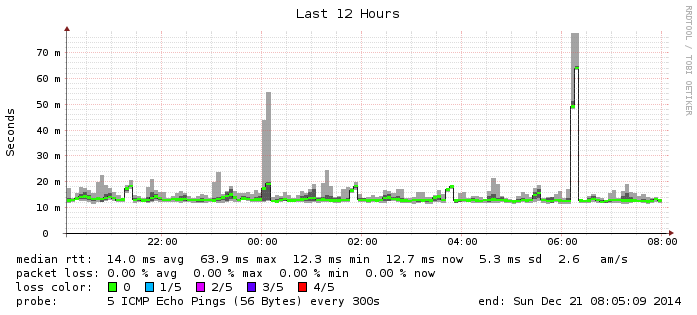 Last 12 Hours
RRDTOOL / TOBI OETIKER
Seconds
70 m
60 m
50 m
40 m
30 m
20 m
10 m
0
22:00 00:00 02:00 04:00 06:00 08:00
median rtt: 14.0 ms avg 63.9 ms max 12.3 ms min 12.7 ms now 5.3 ms sd 2.6 am/s
packet loss: 0.00 % avg 0.00 % max 0.00 % min 0.00 % now
loss color: 0 1/5 2/5 3/5 4/5
probe: 5 ICMP Echo Pings (56 Bytes) every 300s end: Sun Dec 21 08:05:09 2014